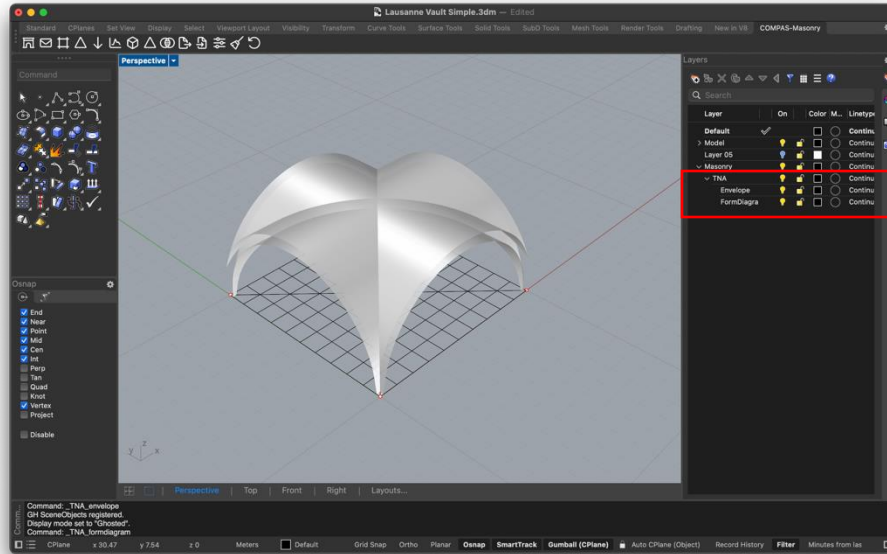 Lausanne Vault Simple.3dm — Edited
Standard CPlanes Set View Display Select Viewport Layout Visibility Transform Curve Tools Surface Tools Solid Tools SubD Tools Mesh Tools Render Tools Drafting New in V8 COMPAS-Masonry
Perspective
Layers
Command
Search
Layer On Color M... Linetype
Default Continu
Model Continu
Layer 05 Continu
Masonry Continu
TNA Continu
Envelope Continu
FormDiagra Continu
Osnap
End
Near
Point
Mid
Cen
Int
Perp
Tan
Quad
Knot
Vertex
Project
Disable
z
y x
Perspective Top Front Right Layouts...
Comm...
Command: _TNA_envelope
GH SceneObjects registered.
Display mode set to "Ghosted".
Command: _TNA_formdiagram
CPlane x 30.47 y 7.54 z 0 Meters Default Grid Snap Ortho Planar Osnap SmartTrack Gumball (CPlane) Auto CPlane (Object) Record History Filter Minutes from las